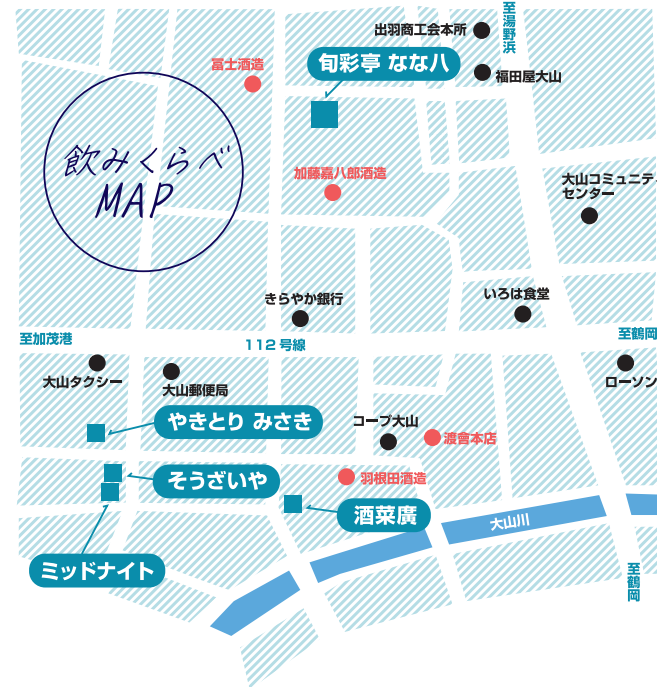 至湯野浜
出羽商工会本所
冨士酒造
旬彩亭 なな八
福田屋大山
飲みくらべ
MAP
加藤嘉八郎酒造
大山コミュニティ
センター
きらやか銀行
いろは食堂
至加茂港
112号線
至鶴岡
大山タクシー
大山郵便局
ローソン
やきとり みさき
コープ大山
渡會本店
そうざいや
羽根田酒造
酒菜廣
大山川
ミッドナイト
至鶴岡